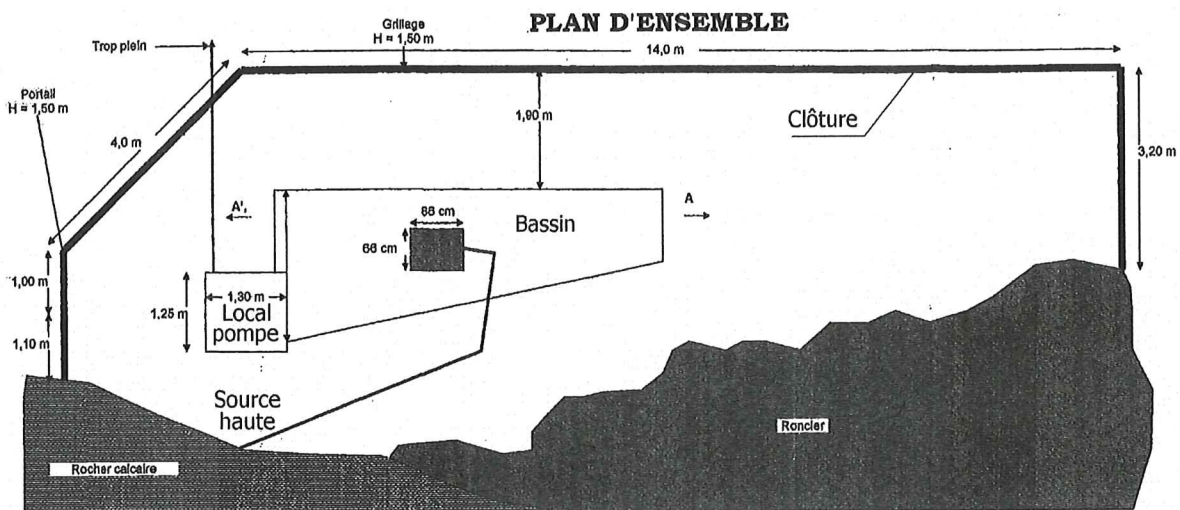 PLAN D'ENSEMBLE
Grillage
H = 1,50 m
Trop plein
14,0 m
Portail
H = 1,50 m
4,0 m
1,90 m
Clôture
3,20 m
A'
A
66 cm
Bassin
66 cm
1,00 m
1,30 m
1,25 m
Local
pompe
1,10 m
Source
haute
Roncier
Rocher calcaire